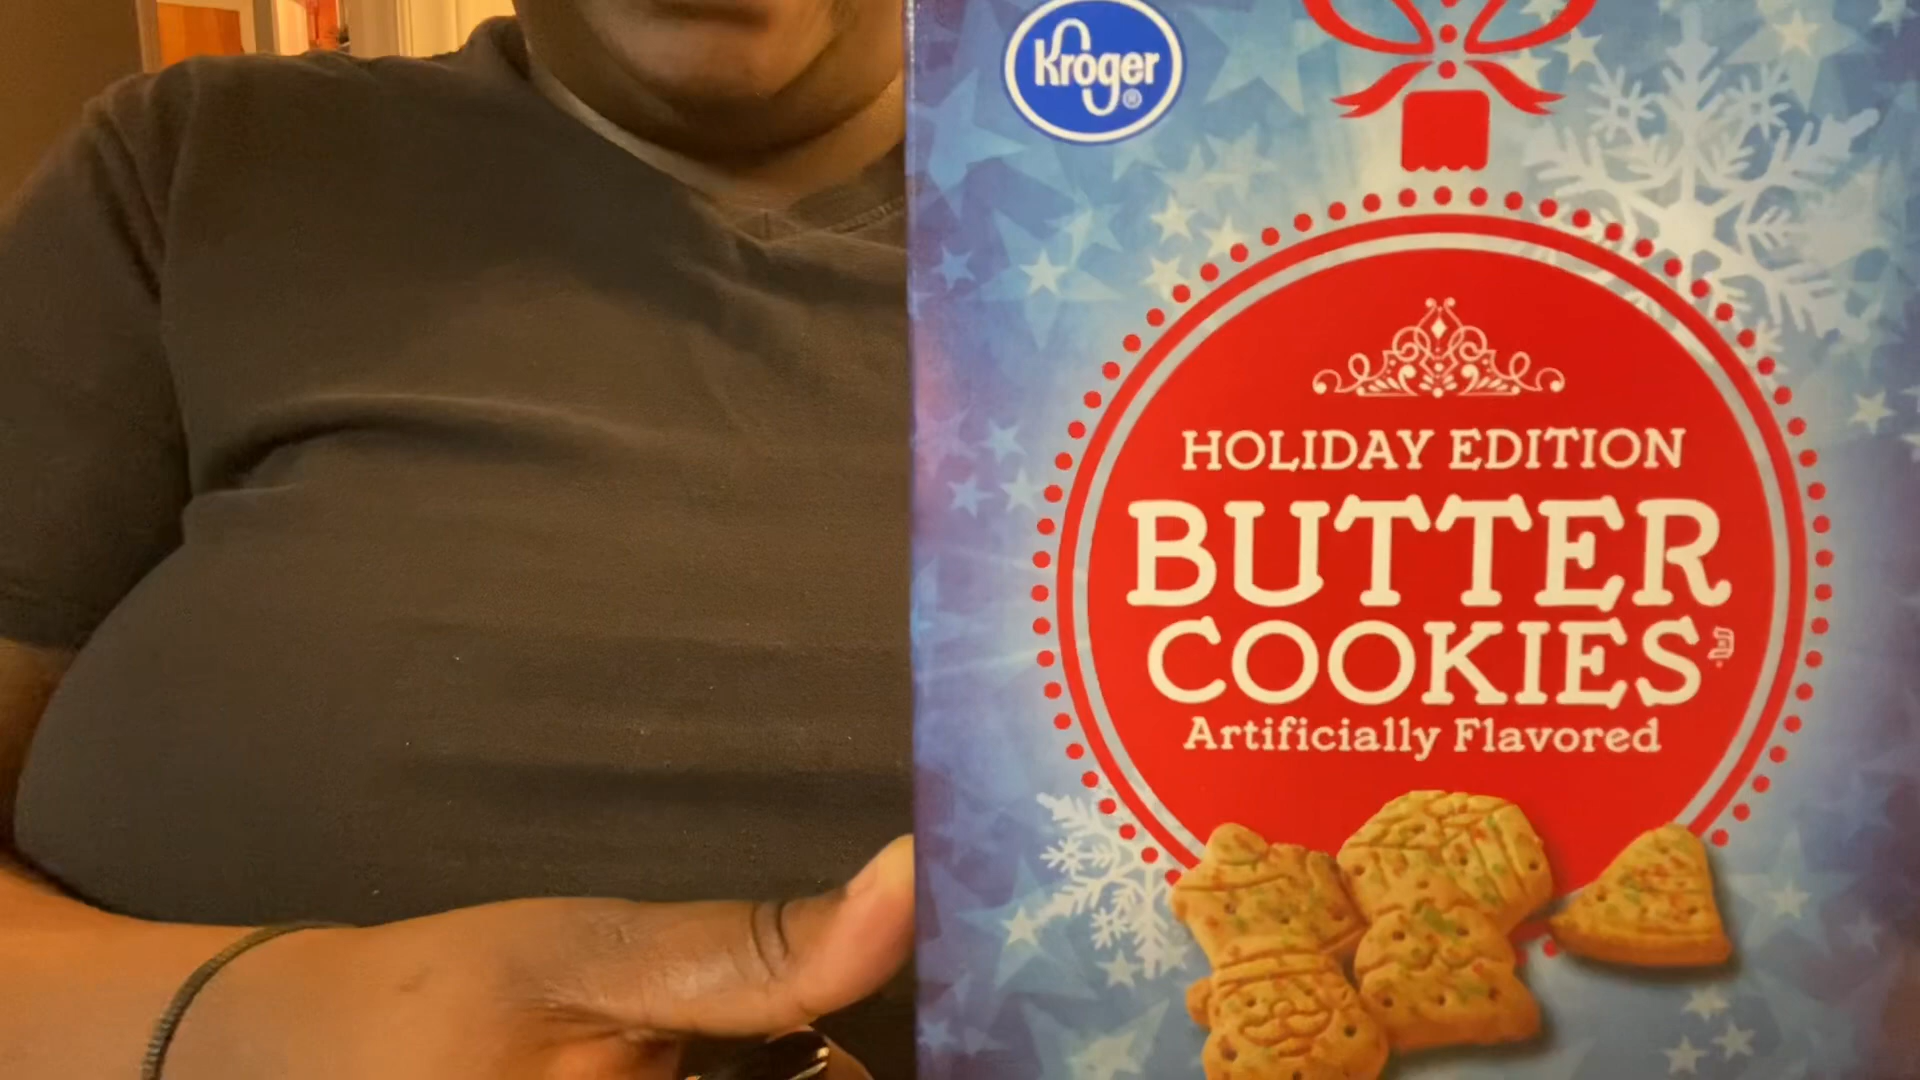 Kroger®
HOLIDAY EDITION
BUTTER
COOKIES
Artificially Flavored